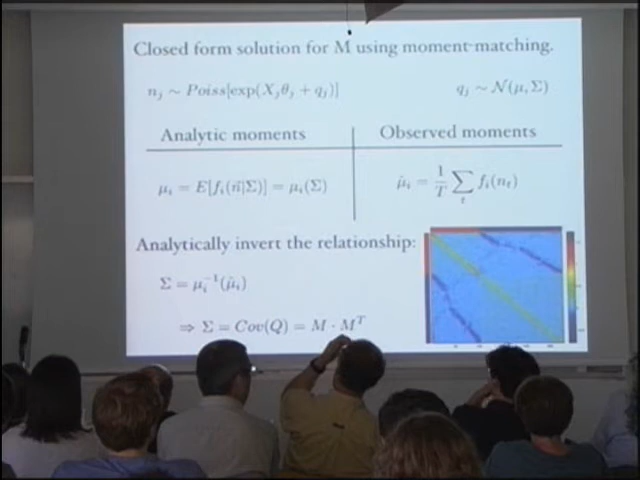 Closed form solution for M using moment-matching.
n_j ~ Poiss[exp(X_jθ_j + q_j)]
q_j ~ N(μ, Σ)
Analytic moments
Observed moments
μ_i = E[f_i(n⃗|Σ)] = μ_i(Σ)
μ̂_i = 1/T Σ_t f_i(n_t)
Analytically invert the relationship:
Σ = μ_i^{-1}(μ̂_i)
⇒ Σ = Cov(Q) = M · M^T